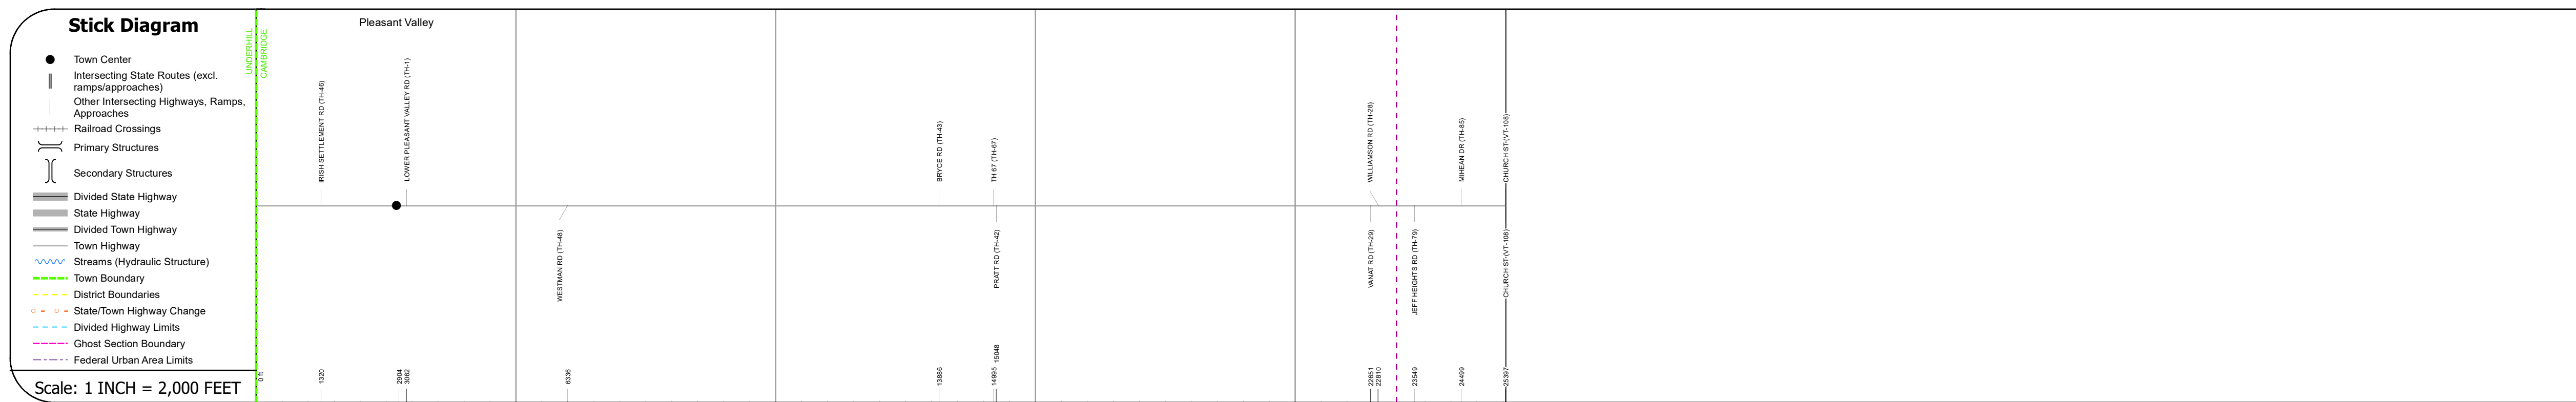 Stick Diagram
Town Center
Intersecting State Routes (excl.
ramps/approaches)
Other Intersecting Highways, Ramps,
Approaches
Railroad Crossings
Primary Structures
Secondary Structures
Divided State Highway
State Highway
Divided Town Highway
Town Highway
Streams (Hydraulic Structure)
Town Boundary
District Boundaries
State/Town Highway Change
Divided Highway Limits
Ghost Section Boundary
Federal Urban Area Limits
Scale: 1 INCH = 2,000 FEET
UNDERHILL
CAMBRIDGE
Pleasant Valley
IRISH SETTLEMENT RD (TH-46)
LOWER PLEASANT VALLEY RD (TH-1)
BRYCE RD (TH-43)
TH 67 (TH-67)
WILLIAMSON RD (TH-28)
MIHEAN DR (TH-85)
CHURCH ST-(VT-108)
WESTMAN RD (TH-48)
PRATT RD (TH-42)
VANAT RD (TH-29)
JEFF HEIGHTS RD (TH-79)
CHURCH ST-(VT-108)
0 ft
1320
2904
3062
6336
13886
14995
15048
22651
22810
23549
24499
25397